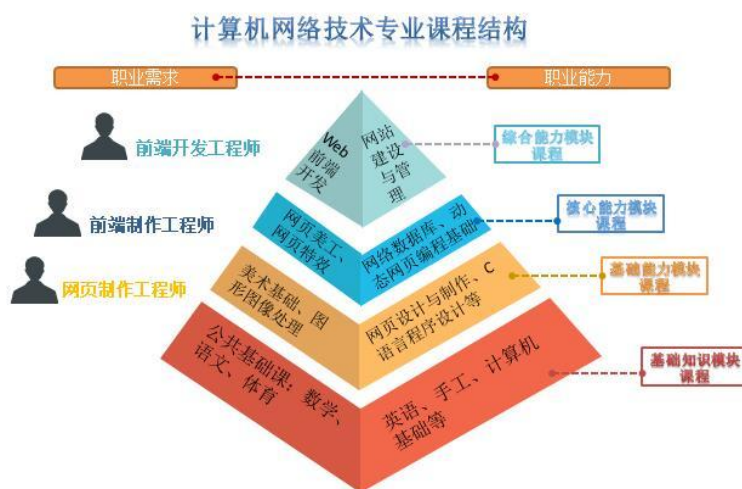 计算机网络技术专业课程结构
职业需求
职业能力
前端开发工程师
Web
前端
开发
网站
建设
与管
理
综合能力模块
课程
前端制作工程师
网页美工、
网页特效
网络数据库、动
态网页编程基础
核心能力模块
课程
网页制作工程师
美术基础、图
形图像处理
网页设计与制作、C
语言程序设计等
基础能力模块
课程
公共基础课：数学、
语文、体育
英语、手工、计算机
基础等
基础知识模块
课程